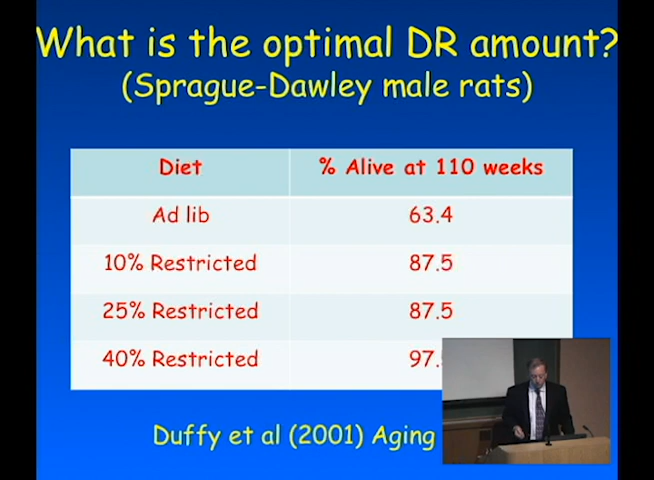 What is the optimal DR amount?
(Sprague-Dawley male rats)
Diet % Alive at 110 weeks
Ad lib 63.4
10% Restricted 87.5
25% Restricted 87.5
40% Restricted
Duffy et al (2001) Aging